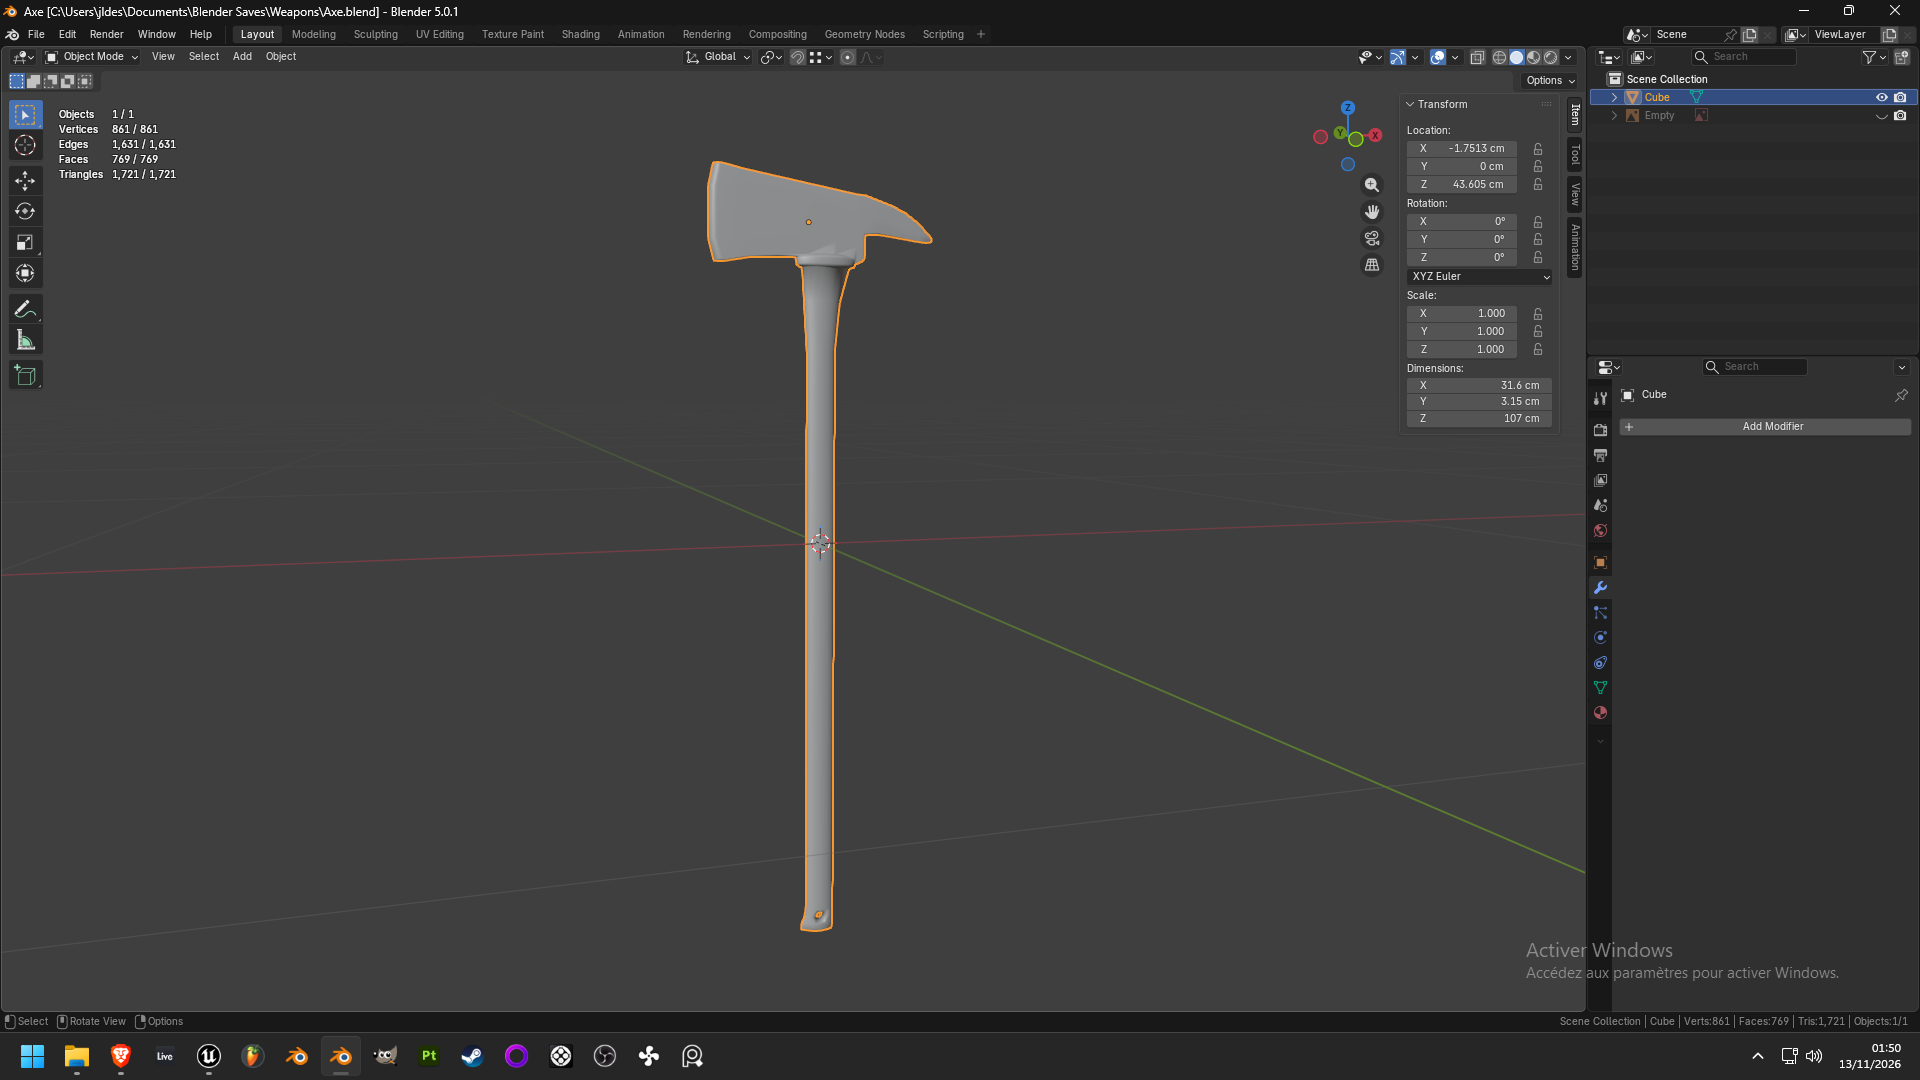 Axe [C:\Users\jldes\Documents\Blender Saves\Weapons\Axe.blend] - Blender 5.0.1
File Edit Render Window Help Layout Modeling Sculpting UV Editing Texture Paint Shading Animation Rendering Compositing Geometry Nodes Scripting + Scene ViewLayer
Object Mode View Select Add Object Global Search
Options
Scene Collection
Cube
Empty
Objects 1 / 1
Vertices 861 / 861
Edges 1,631 / 1,631
Faces 769 / 769
Triangles 1,721 / 1,721
Z
Y
X
Transform
Location:
X -1.7513 cm
Y 0 cm
Z 43.605 cm
Rotation:
X 0°
Y 0°
Z 0°
XYZ Euler
Scale:
X 1.000
Y 1.000
Z 1.000
Dimensions:
X 31.6 cm
Y 3.15 cm
Z 107 cm
Item
Tool
View
Animation
Search
Cube
+ Add Modifier
Activer Windows
Accédez aux paramètres pour activer Windows.
Select Rotate View Options
Scene Collection | Cube | Verts:861 | Faces:769 | Tris:1,721 | Objects:1/1
Live
Pt
01:50
13/11/2026